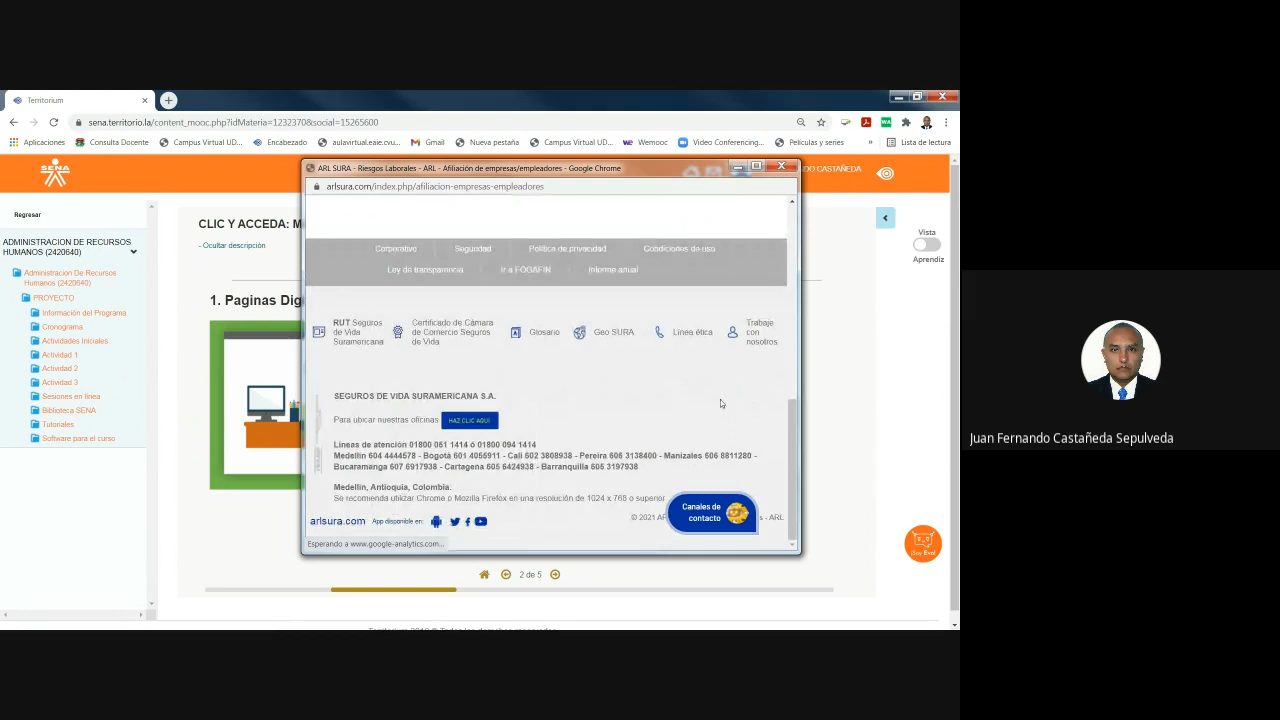 Territorium
sena.territorio.la/content_mooc.php?idMateria=1232370&social=15265600
Aplicaciones Consulta Docente Campus Virtual UD... Encabezado aulavirtual.eaie.cvu... Gmail Nueva pestaña Campus Virtual UD... Wemooc Video Conferencing... Películas y series » Lista de lectura
SENA
DO CASTAÑEDA
Regresar
ADMINISTRACION DE RECURSOS
HUMANOS (2420640)
Administracion De Recursos
Humanos (2420640)
PROYECTO
Información del Programa
Cronograma
Actividades Iniciales
Actividad 1
Actividad 2
Actividad 3
Sesiones en línea
Biblioteca SENA
Tutoriales
Software para el curso
CLIC Y ACCEDA: M
- Ocultar descripción
1. Paginas Dig
ARL SURA - Riesgos Laborales - ARL - Afiliación de empresas/empleadores - Google Chrome
arlsura.com/index.php/afiliacion-empresas-empleadores
Corporativo Seguridad Política de privacidad Condiciones de uso
Ley de transparencia Ir a FOGAFIN Informe anual
RUT Seguros
de Vida
Suramericana
Certificado de Cámara
de Comercio Seguros
de Vida
Glosario
Geo SURA
Línea ética
Trabaje
con
nosotros
SEGUROS DE VIDA SURAMERICANA S.A.
Para ubicar nuestras oficinas HAZ CLIC AQUÍ
Líneas de atención 01800 051 1414 ó 01800 094 1414
Medellín 604 4444578 - Bogotá 601 4055911 - Cali 602 3808938 - Pereira 606 3138400 - Manizales 606 8811280 -
Bucaramanga 607 6917938 - Cartagena 605 6424938 - Barranquilla 605 3197938
Medellín, Antioquia, Colombia:
Se recomienda utilizar Chrome o Mozilla Firefox en una resolución de 1024 x 768 o superior
Canales de
contacto
arlsura.com App disponible en:
© 2021 AR
s - ARL
Esperando a www.google-analytics.com...
2 de 5
Vista
Aprendiz
¡Soy Evo!
Juan Fernando Castañeda Sepulveda